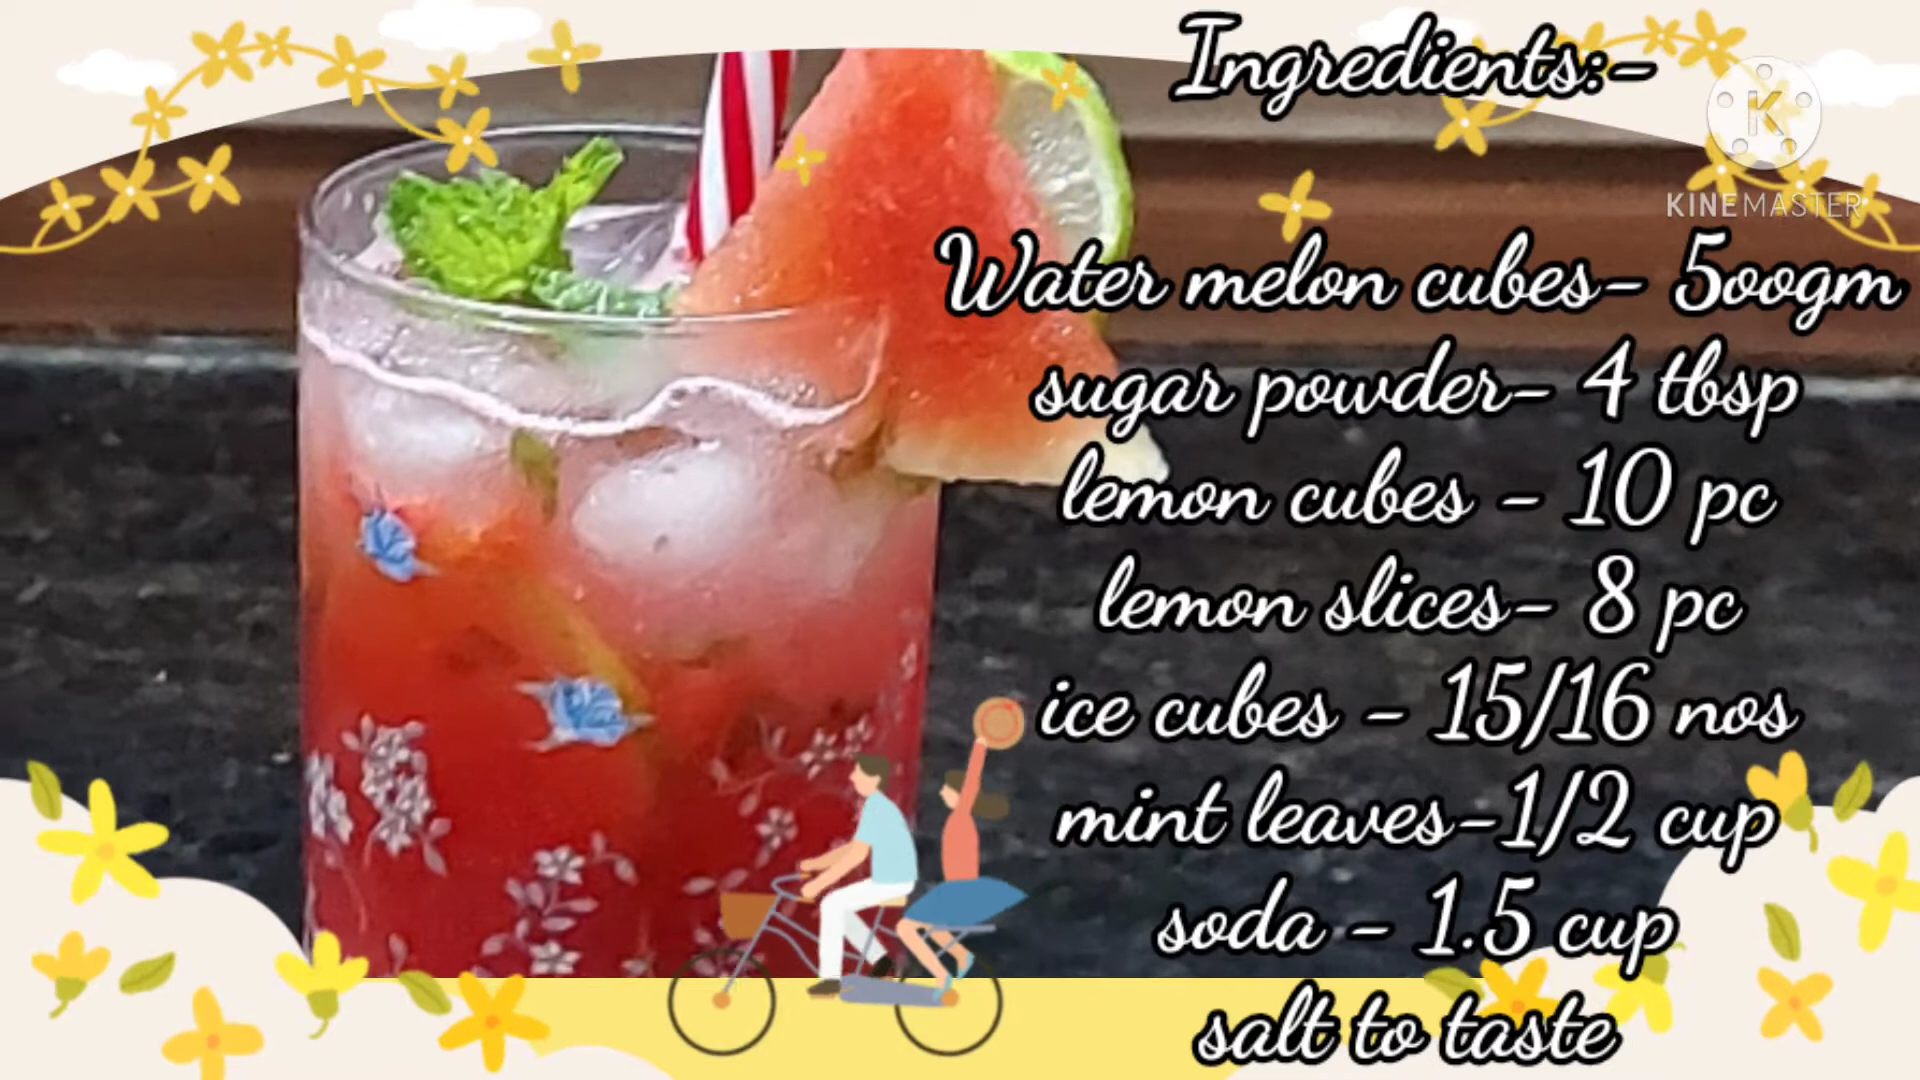 Ingredients:-
K
KINEMASTER
Water melon cubes- 500gm
sugar powder- 4 tbsp
lemon cubes - 10 pc
lemon slices- 8 pc
ice cubes - 15/16 nos
mint leaves-1/2 cup
soda - 1.5 cup
salt to taste